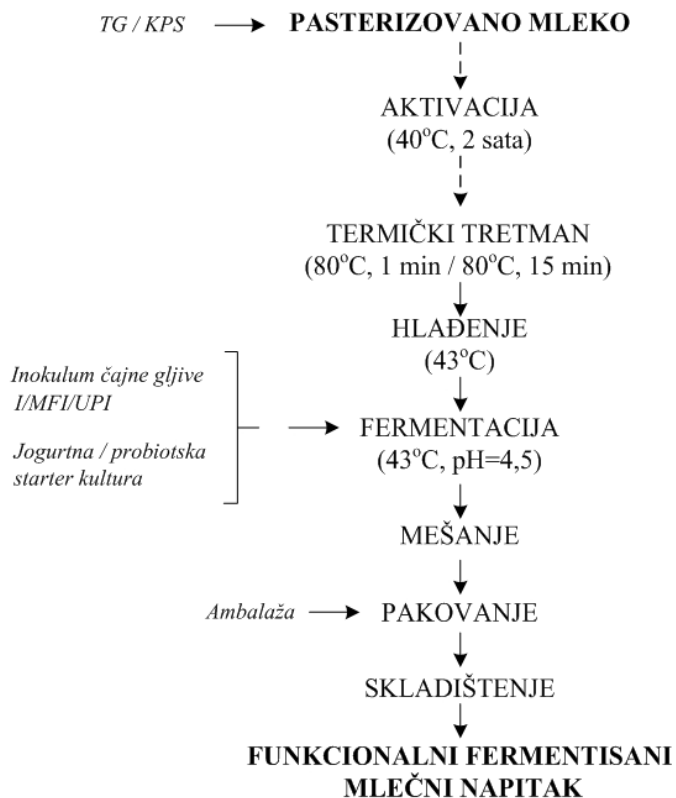 TG / KPS
PASTERIZOVANO MLEKO
AKTIVACIJA
(40°C, 2 sata)
TERMIČKI TRETMAN
(80°C, 1 min / 80°C, 15 min)
HLAĐENJE
(43°C)
Inokulum čajne gljive
I/MFI/UPI
Jogurtna / probiotska
starter kultura
FERMENTACIJA
(43°C, pH=4,5)
MEŠANJE
Ambalaža
PAKOVANJE
SKLADIŠTENJE
FUNKCIONALNI FERMENTISANI
MLEČNI NAPITAK